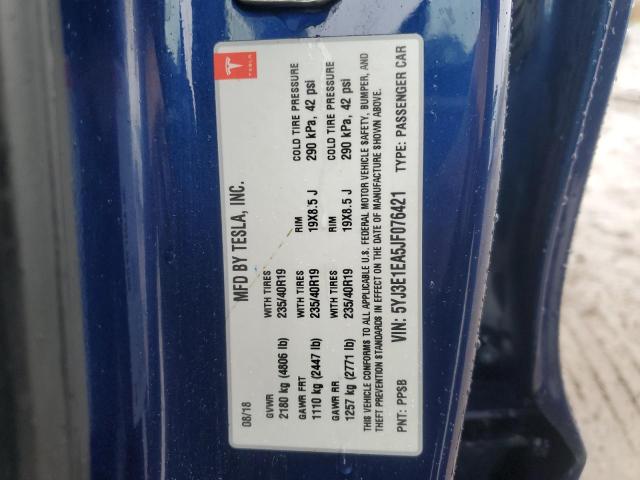 TESLA
MFD BY TESLA, INC.
08/18
GVWR WITH TIRES
2180 kg (4806 lb) 235/40R19
GAWR FRT WITH TIRES RIM COLD TIRE PRESSURE
1110 kg (2447 lb) 235/40R19 19X8.5 J 290 kPa, 42 psi
GAWR RR WITH TIRES RIM COLD TIRE PRESSURE
1257 kg (2771 lb) 235/40R19 19X8.5 J 290 kPa, 42 psi
THIS VEHICLE CONFORMS TO ALL APPLICABLE U.S. FEDERAL MOTOR VEHICLE SAFETY, BUMPER, AND
THEFT PREVENTION STANDARDS IN EFFECT ON THE DATE OF MANUFACTURE SHOWN ABOVE.
PNT: PPSB VIN: 5YJ3E1EA5JF076421 TYPE: PASSENGER CAR